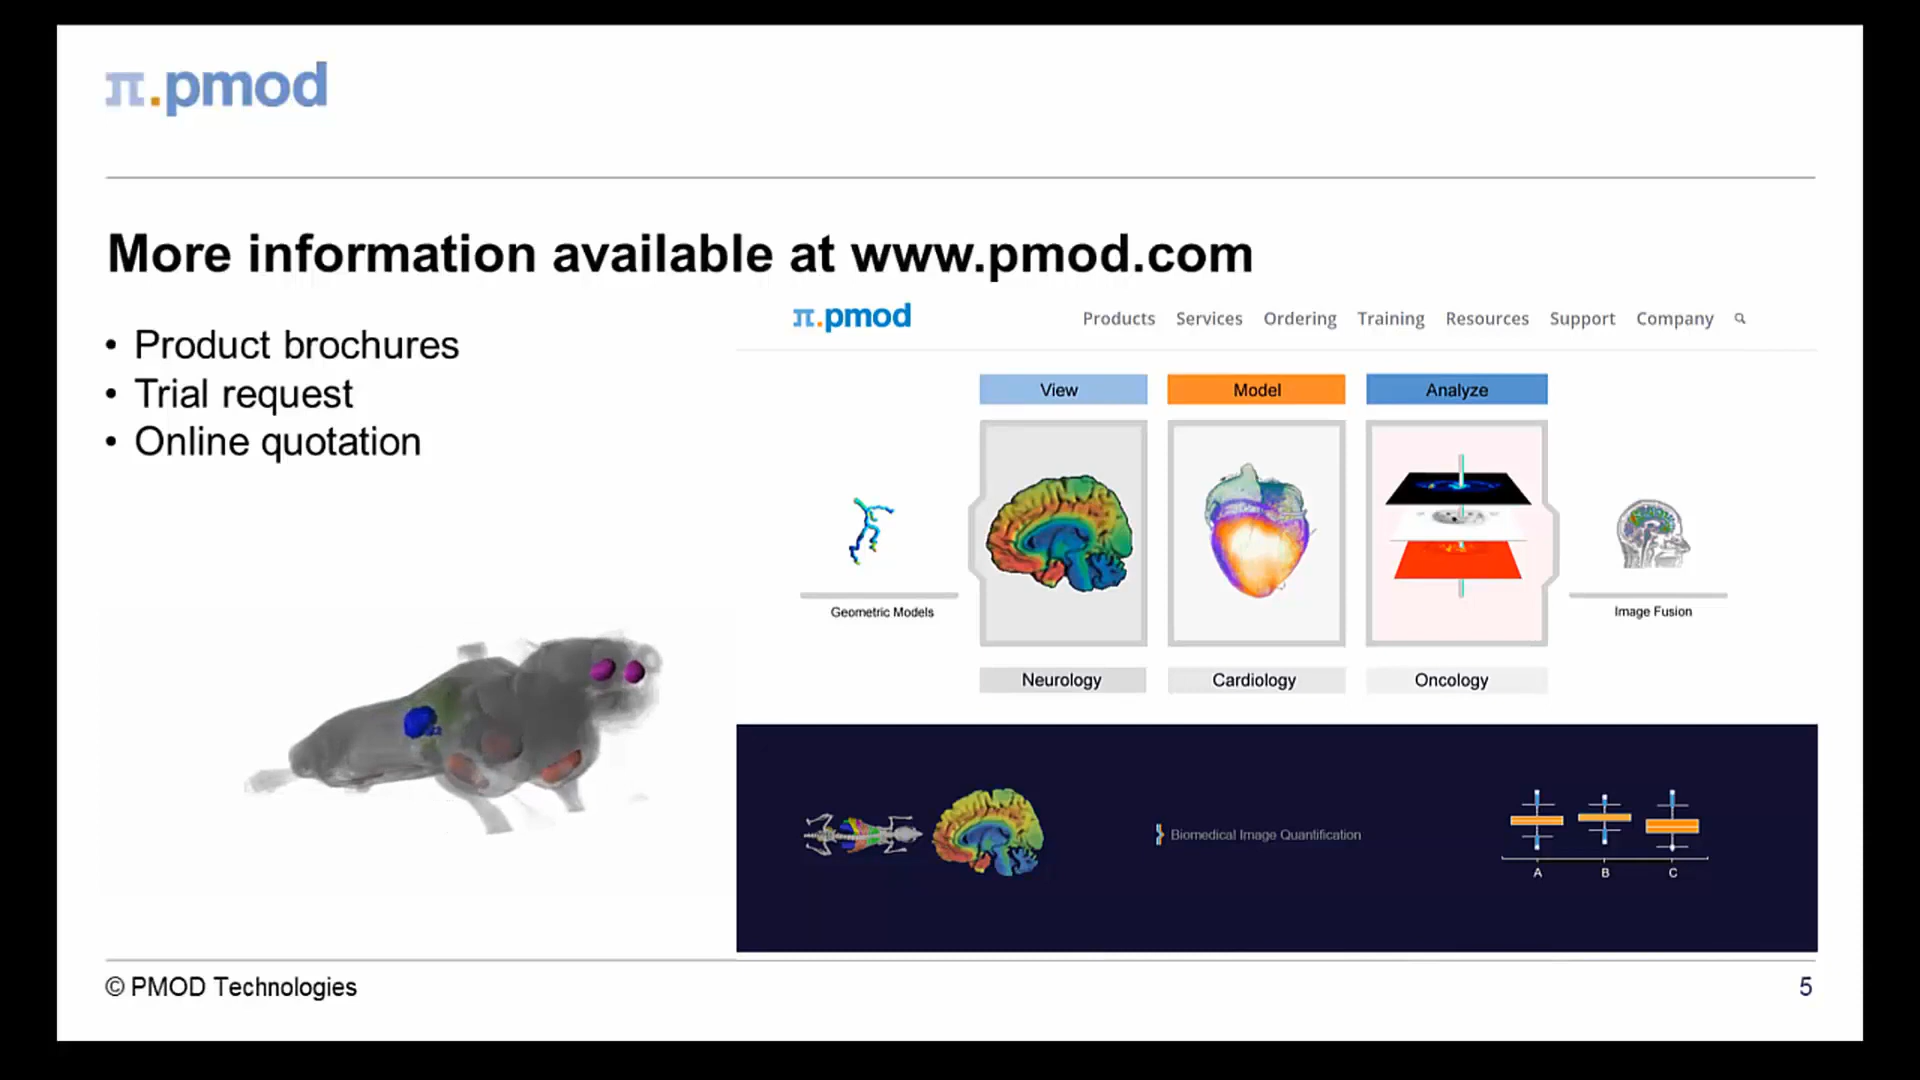 π.pmod
More information available at www.pmod.com
• Product brochures
• Trial request
• Online quotation
π.pmod Products Services Ordering Training Resources Support Company
View Model Analyze
Geometric Models
Image Fusion
Neurology Cardiology Oncology
Biomedical Image Quantification
A B C
© PMOD Technologies
5